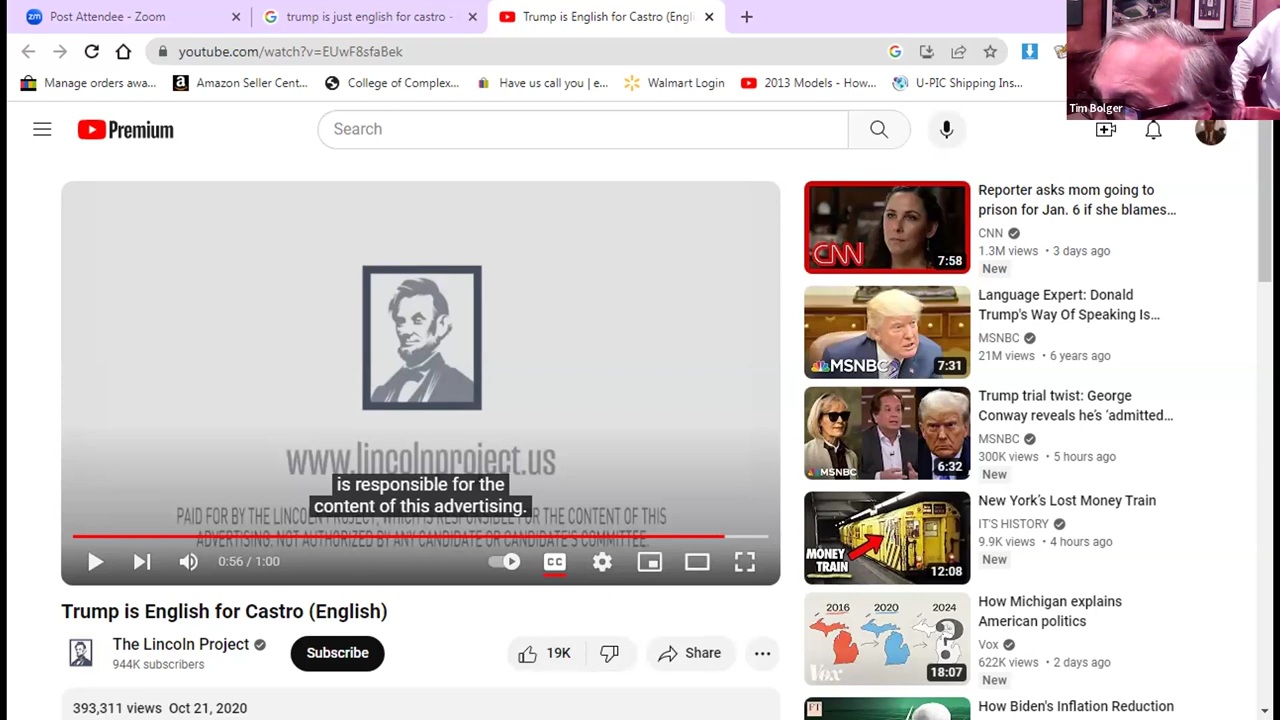 Post Attendee - Zoom
trump is just english for castro -
Trump is English for Castro (Engli
youtube.com/watch?v=EUwF8sfaBek
Manage orders awa...
Amazon Seller Cent...
College of Complex...
Have us call you | e...
Walmart Login
2013 Models - How...
U-PIC Shipping Ins...
Tim Bolger
Premium
Search
www.lincolnproject.us
is responsible for the
content of this advertising.
PAID FOR BY THE LINCOLN PROJECT, WHICH IS RESPONSIBLE FOR THE CONTENT OF THIS
ADVERTISING. NOT AUTHORIZED BY ANY CANDIDATE OR CANDIDATE'S COMMITTEE.
0:56 / 1:00
CC
Trump is English for Castro (English)
The Lincoln Project
944K subscribers
Subscribe
19K
Share
393,311 views Oct 21, 2020
CNN
7:58
Reporter asks mom going to
prison for Jan. 6 if she blames...
CNN
1.3M views • 3 days ago
New
MSNBC
7:31
Language Expert: Donald
Trump's Way Of Speaking Is...
MSNBC
21M views • 6 years ago
MSNBC
6:32
Trump trial twist: George
Conway reveals he's 'admitted...
MSNBC
300K views • 5 hours ago
New
MONEY
TRAIN
12:08
New York's Lost Money Train
IT'S HISTORY
9.9K views • 4 hours ago
New
2016 2020 2024
?
Vox
18:07
How Michigan explains
American politics
Vox
622K views • 2 days ago
New
FT
How Biden's Inflation Reduction